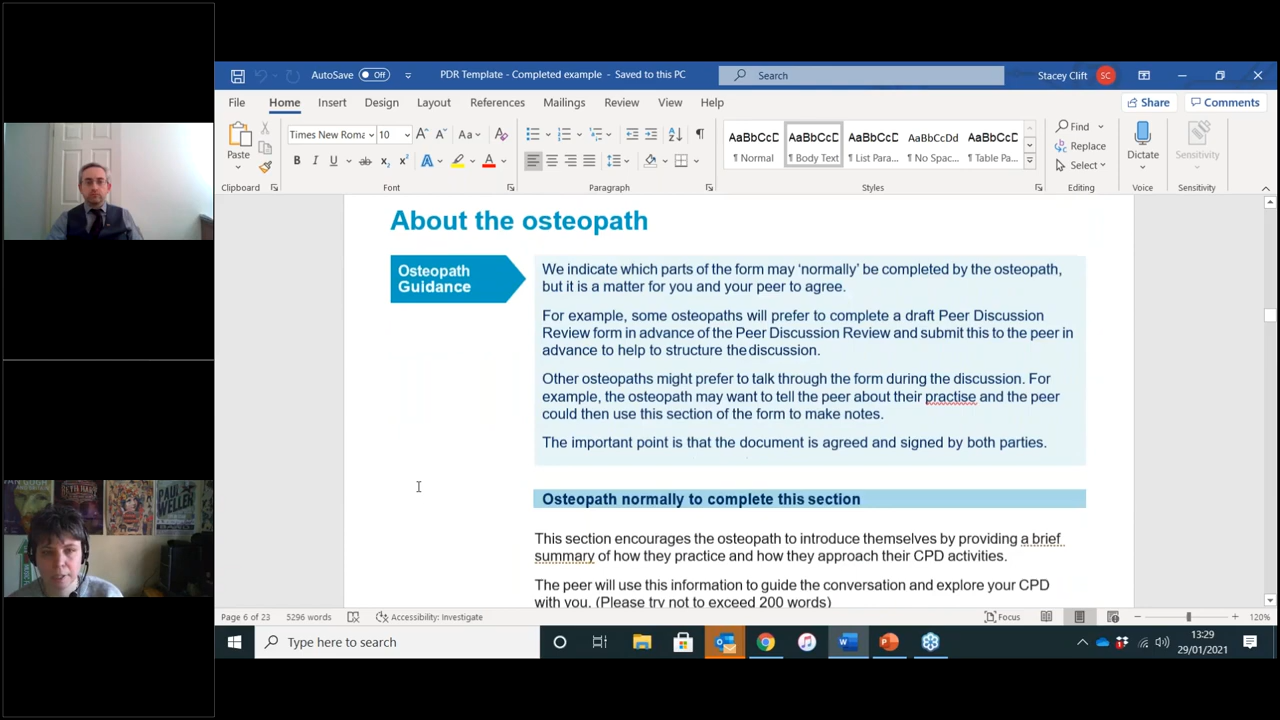 AutoSave
Off
PDR Template - Completed example - Saved to this PC
Search
Stacey Clift
SC
File
Home
Insert
Draw
Design
Layout
References
Mailings
Review
View
Help
Share
Comments
Paste
Times New Roma
10
Aa
B I U ab x₂ x² A A
AaBbCcD
¶ Normal
AaBbCcD
¶ Body Text
AaBbCcD
¶ List Para...
AaBbCcDd
¶ No Spac...
AaBbCcD
¶ Table Pa...
Find
Replace
Select
Dictate
Sensitivity
Clipboard
Font
Paragraph
Styles
Editing
Voice
Sensitivity
About the osteopath
Osteopath
Guidance
We indicate which parts of the form may ‘normally’ be completed by the osteopath,
but it is a matter for you and your peer to agree.
For example, some osteopaths will prefer to complete a draft Peer Discussion
Review form in advance of the Peer Discussion Review and submit this to the peer in
advance to help to structure thediscussion.
Other osteopaths might prefer to talk through the form during the discussion. For
example, the osteopath may want to tell the peer about their practise and the peer
could then use this section of the form to make notes.
The important point is that the document is agreed and signed by both parties.
Osteopath normally to complete this section
This section encourages the osteopath to introduce themselves by providing a brief
summary of how they practice and how they approach their CPD activities.
The peer will use this information to guide the conversation and explore your CPD
with you. (Please try not to exceed 200 words)
PAUL
WELLER
Page 6 of 23
5296 words
Accessibility: Investigate
Focus
120%
Type here to search
13:29
29/01/2021